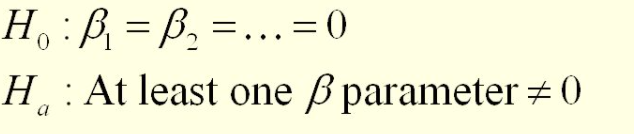 H₀ : β₁ = β₂ = ... = 0
Hₐ : At least one β parameter ≠ 0